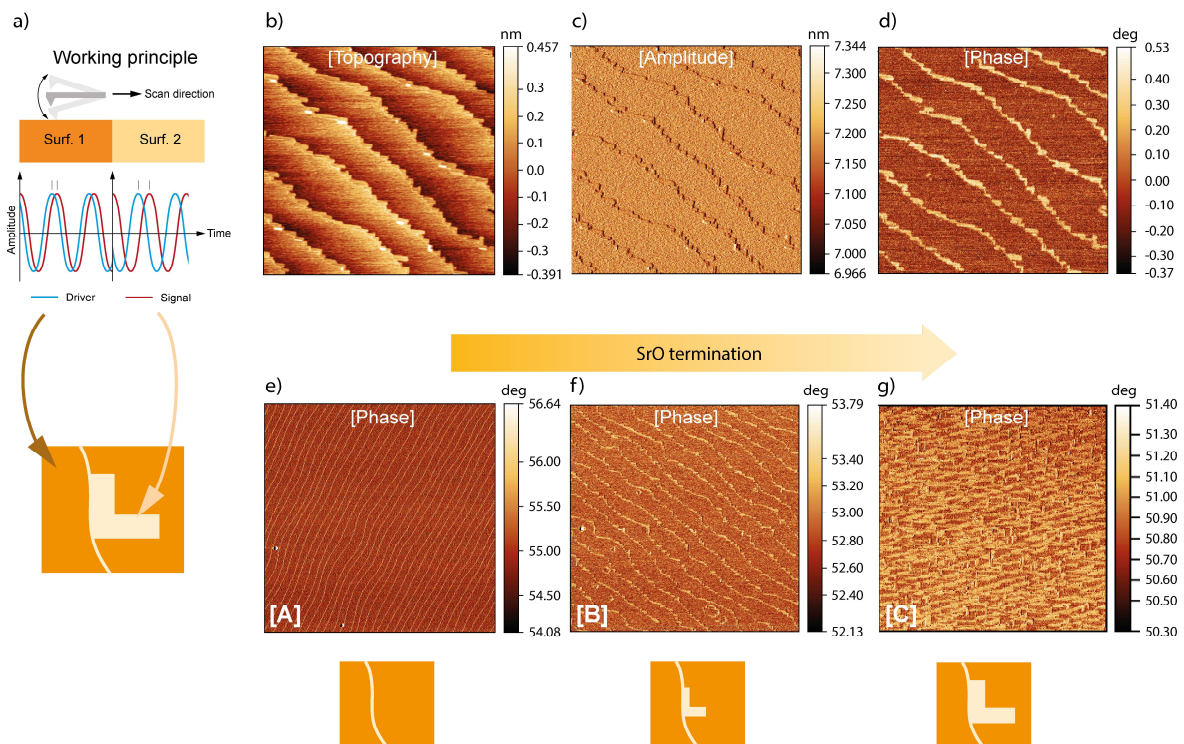 a)
Working principle
Scan direction
Surf. 1
Surf. 2
Amplitude
Time
Driver
Signal
b)
[Topography]
nm
0.457
0.3
0.2
0.1
0.0
-0.1
-0.2
-0.3
-0.391
c)
[Amplitude]
nm
7.344
7.300
7.250
7.200
7.150
7.100
7.050
7.000
6.966
d)
[Phase]
deg
0.53
0.40
0.30
0.20
0.10
0.00
-0.10
-0.20
-0.30
-0.37
SrO termination
e)
[Phase]
[A]
deg
56.64
56.00
55.50
55.00
54.50
54.08
f)
[Phase]
[B]
deg
53.79
53.40
53.20
53.00
52.80
52.60
52.40
52.13
g)
[Phase]
[C]
deg
51.40
51.30
51.20
51.10
51.00
50.90
50.80
50.70
50.60
50.50
50.30